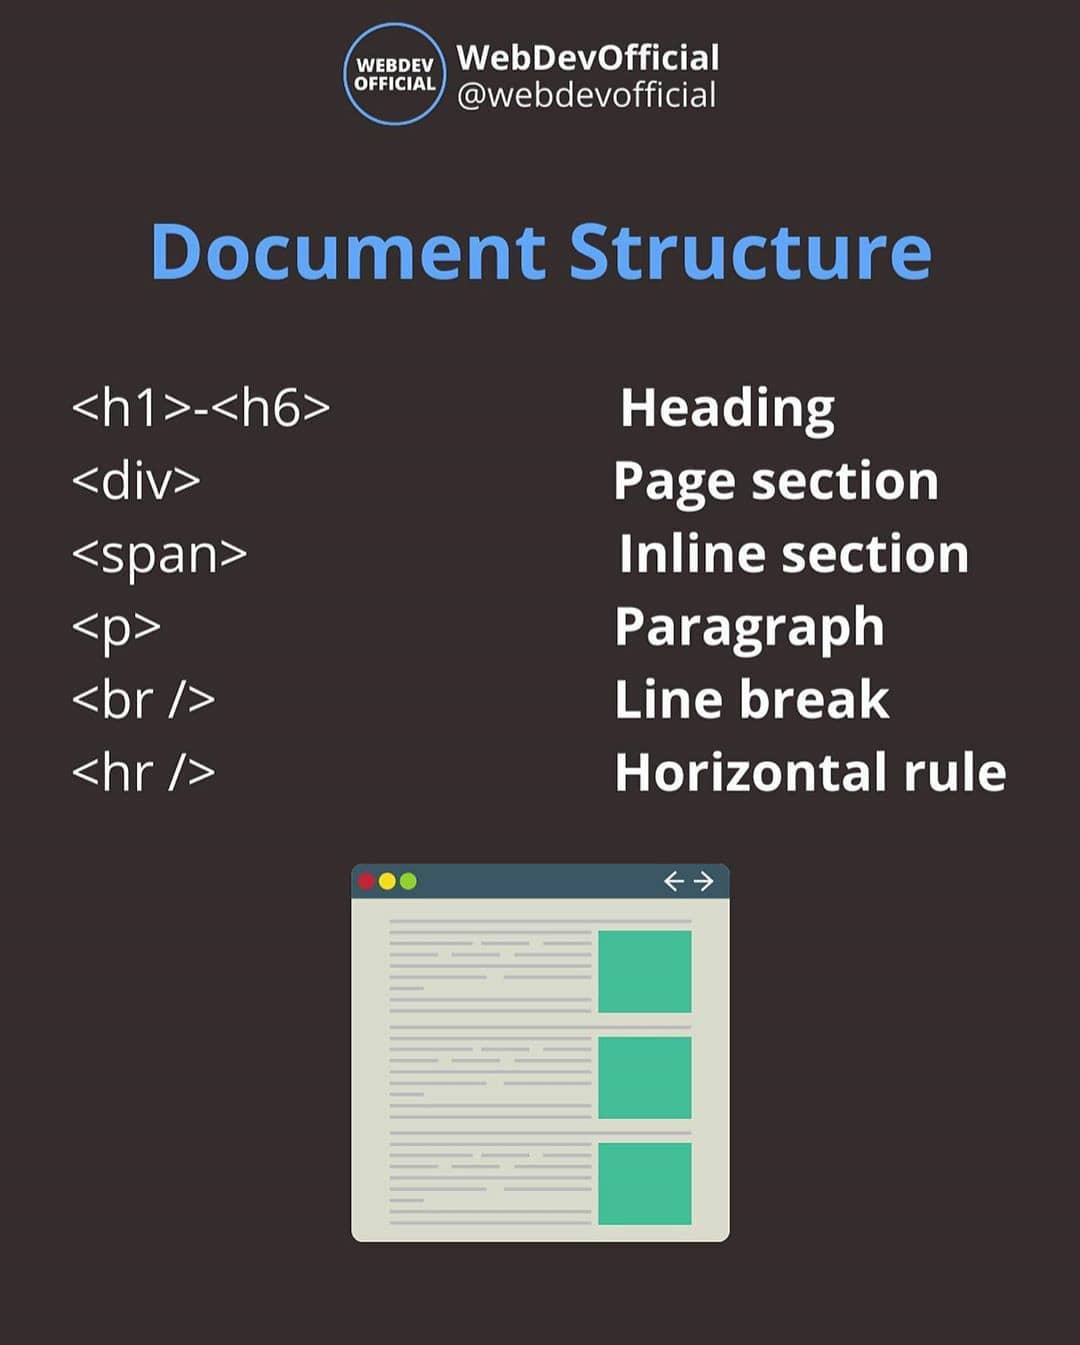 WEBDEV
OFFICIAL
WebDevOfficial
@webdevofficial
Document Structure
<h1>-<h6> Heading
<div> Page section
<span> Inline section
<p> Paragraph
<br /> Line break
<hr /> Horizontal rule